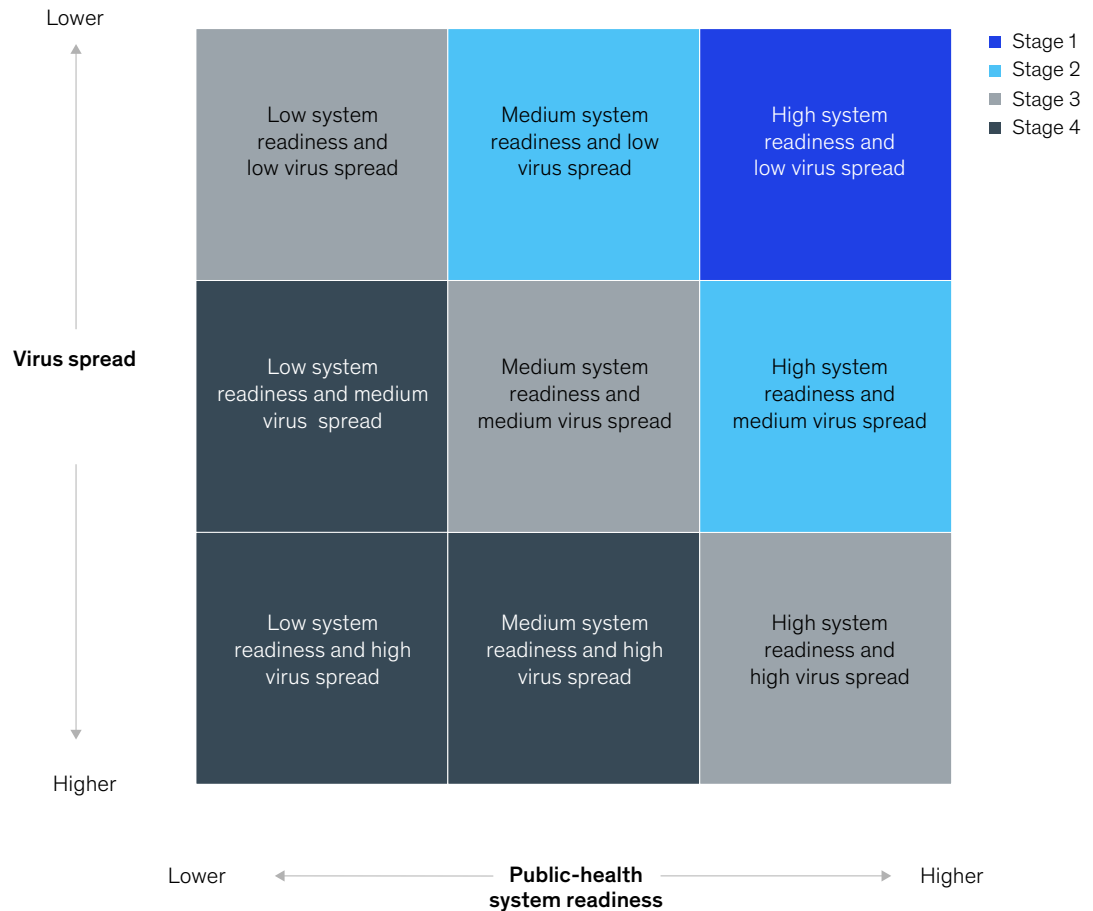 Lower
Stage 1
Stage 2
Stage 3
Stage 4
Low system
readiness and
low virus spread
Medium system
readiness and low
virus spread
High system
readiness and
low virus spread
Virus spread
Low system
readiness and medium
virus  spread
Medium system
readiness and
medium virus spread
High system
readiness and
medium virus spread
Low system
readiness and high
virus spread
Medium system
readiness and high
virus spread
High system
readiness and
high virus spread
Higher
Lower
Public-health
system readiness
Higher